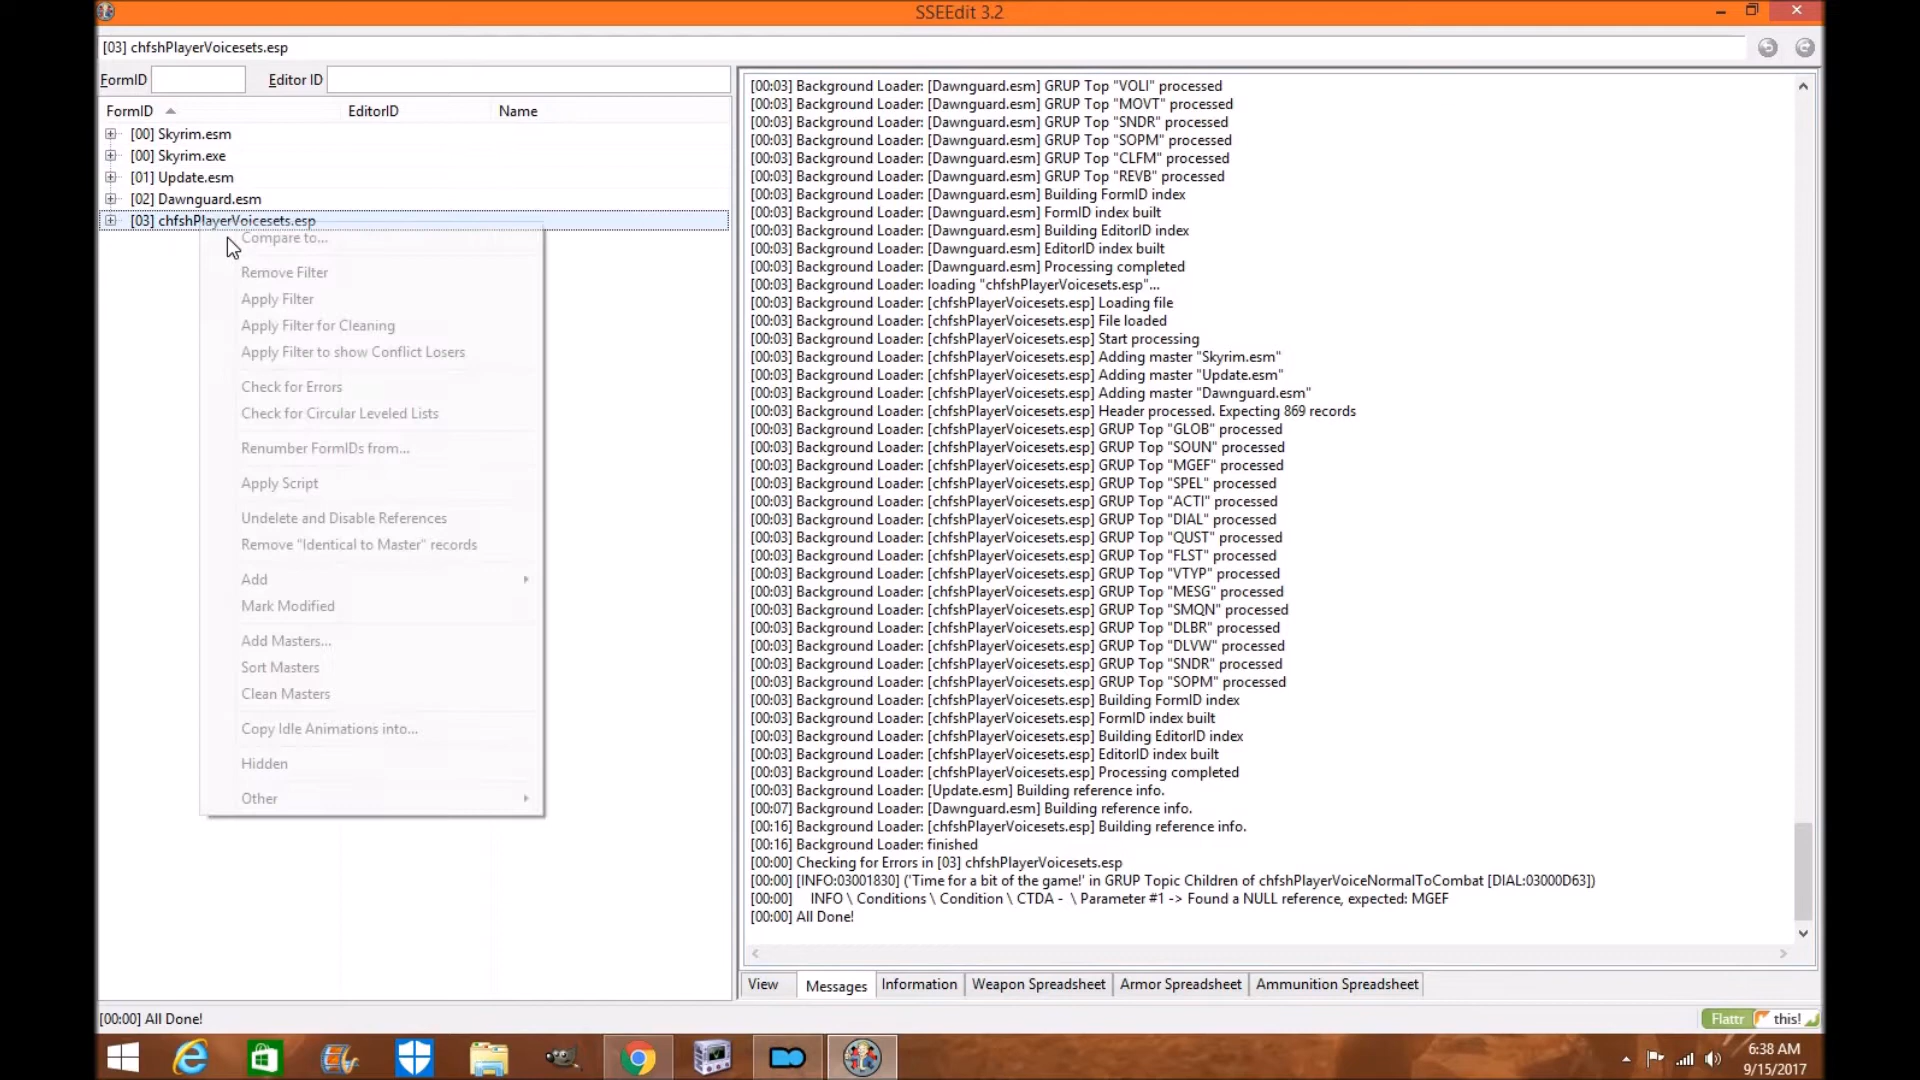 SSEEdit 3.2
[03] chfshPlayerVoicesets.esp
FormID
Editor ID
FormID EditorID Name
[00] Skyrim.esm
[00] Skyrim.exe
[01] Update.esm
[02] Dawnguard.esm
[03] chfshPlayerVoicesets.esp
Compare to...
Remove Filter
Apply Filter
Apply Filter for Cleaning
Apply Filter to show Conflict Losers
Check for Errors
Check for Circular Leveled Lists
Renumber FormIDs from...
Apply Script
Undelete and Disable References
Remove "Identical to Master" records
Add
Mark Modified
Add Masters...
Sort Masters
Clean Masters
Copy Idle Animations into...
Hidden
Other
[00:03] Background Loader: [Dawnguard.esm] GRUP Top "VOLI" processed
[00:03] Background Loader: [Dawnguard.esm] GRUP Top "MOVT" processed
[00:03] Background Loader: [Dawnguard.esm] GRUP Top "SNDR" processed
[00:03] Background Loader: [Dawnguard.esm] GRUP Top "SOPM" processed
[00:03] Background Loader: [Dawnguard.esm] GRUP Top "CLFM" processed
[00:03] Background Loader: [Dawnguard.esm] GRUP Top "REVB" processed
[00:03] Background Loader: [Dawnguard.esm] Building FormID index
[00:03] Background Loader: [Dawnguard.esm] FormID index built
[00:03] Background Loader: [Dawnguard.esm] Building EditorID index
[00:03] Background Loader: [Dawnguard.esm] EditorID index built
[00:03] Background Loader: [Dawnguard.esm] Processing completed
[00:03] Background Loader: loading "chfshPlayerVoicesets.esp"...
[00:03] Background Loader: [chfshPlayerVoicesets.esp] Loading file
[00:03] Background Loader: [chfshPlayerVoicesets.esp] File loaded
[00:03] Background Loader: [chfshPlayerVoicesets.esp] Start processing
[00:03] Background Loader: [chfshPlayerVoicesets.esp] Adding master "Skyrim.esm"
[00:03] Background Loader: [chfshPlayerVoicesets.esp] Adding master "Update.esm"
[00:03] Background Loader: [chfshPlayerVoicesets.esp] Adding master "Dawnguard.esm"
[00:03] Background Loader: [chfshPlayerVoicesets.esp] Header processed. Expecting 869 records
[00:03] Background Loader: [chfshPlayerVoicesets.esp] GRUP Top "GLOB" processed
[00:03] Background Loader: [chfshPlayerVoicesets.esp] GRUP Top "SOUN" processed
[00:03] Background Loader: [chfshPlayerVoicesets.esp] GRUP Top "MGEF" processed
[00:03] Background Loader: [chfshPlayerVoicesets.esp] GRUP Top "SPEL" processed
[00:03] Background Loader: [chfshPlayerVoicesets.esp] GRUP Top "ACTI" processed
[00:03] Background Loader: [chfshPlayerVoicesets.esp] GRUP Top "DIAL" processed
[00:03] Background Loader: [chfshPlayerVoicesets.esp] GRUP Top "QUST" processed
[00:03] Background Loader: [chfshPlayerVoicesets.esp] GRUP Top "FLST" processed
[00:03] Background Loader: [chfshPlayerVoicesets.esp] GRUP Top "VTYP" processed
[00:03] Background Loader: [chfshPlayerVoicesets.esp] GRUP Top "MESG" processed
[00:03] Background Loader: [chfshPlayerVoicesets.esp] GRUP Top "SMQN" processed
[00:03] Background Loader: [chfshPlayerVoicesets.esp] GRUP Top "DLBR" processed
[00:03] Background Loader: [chfshPlayerVoicesets.esp] GRUP Top "DLVW" processed
[00:03] Background Loader: [chfshPlayerVoicesets.esp] GRUP Top "SNDR" processed
[00:03] Background Loader: [chfshPlayerVoicesets.esp] GRUP Top "SOPM" processed
[00:03] Background Loader: [chfshPlayerVoicesets.esp] Building FormID index
[00:03] Background Loader: [chfshPlayerVoicesets.esp] FormID index built
[00:03] Background Loader: [chfshPlayerVoicesets.esp] Building EditorID index
[00:03] Background Loader: [chfshPlayerVoicesets.esp] EditorID index built
[00:03] Background Loader: [chfshPlayerVoicesets.esp] Processing completed
[00:03] Background Loader: [Update.esm] Building reference info.
[00:07] Background Loader: [Dawnguard.esm] Building reference info.
[00:16] Background Loader: [chfshPlayerVoicesets.esp] Building reference info.
[00:16] Background Loader: finished
[00:00] Checking for Errors in [03] chfshPlayerVoicesets.esp
[00:00] [INFO:03001830] ('Time for a bit of the game!' in GRUP Topic Children of chfshPlayerVoiceNormalToCombat [DIAL:03000D63])
[00:00] INFO \ Conditions \ Condition \ CTDA - \ Parameter #1 -> Found a NULL reference, expected: MGEF
[00:00] All Done!
View Messages Information Weapon Spreadsheet Armor Spreadsheet Ammunition Spreadsheet
[00:00] All Done!
Flattr this!
6:38 AM
9/15/2017